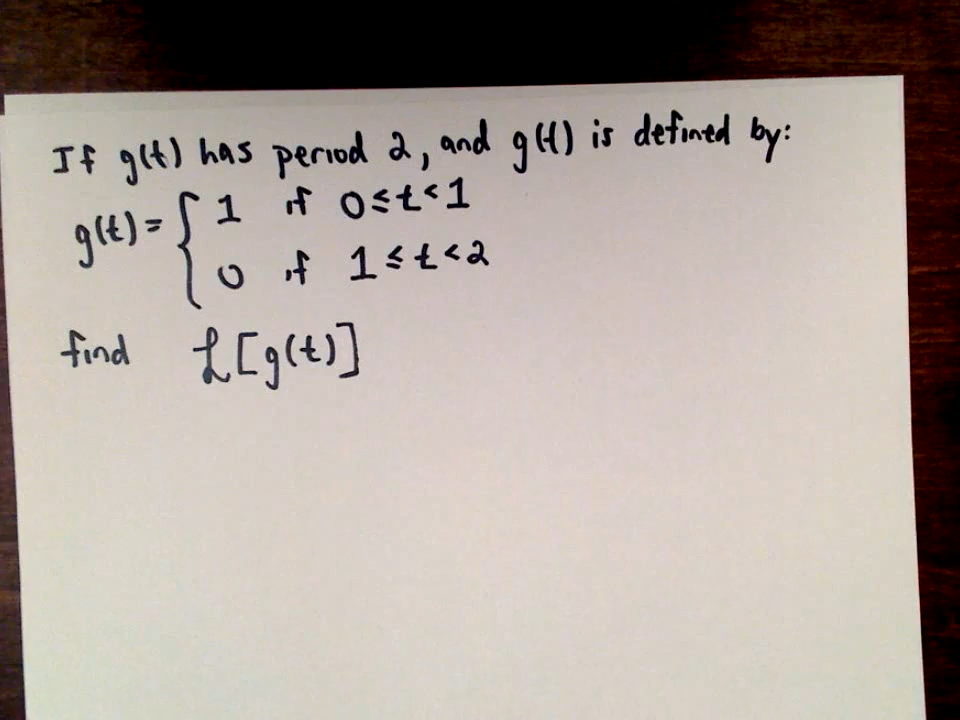 If g(t) has period 2, and g(t) is defined by:
g(t) = { 1 if 0 ≤ t < 1
0 if 1 ≤ t < 2
find ℒ[g(t)]